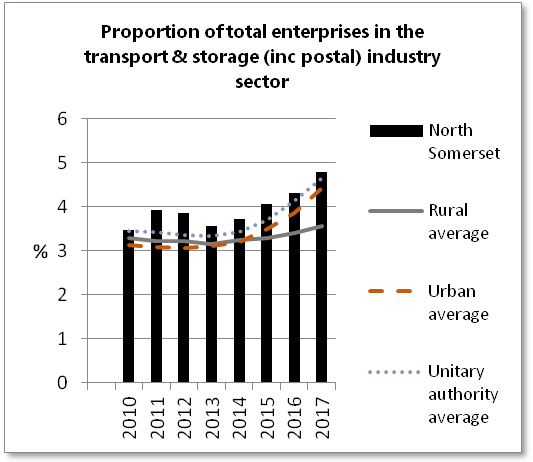 Proportion of total enterprises in the
transport & storage (inc postal) industry
sector
6
5
4
3
2
1
0
%
2010
2011
2012
2013
2014
2015
2016
2017
North
Somerset
Rural
average
Urban
average
Unitary
authority
average